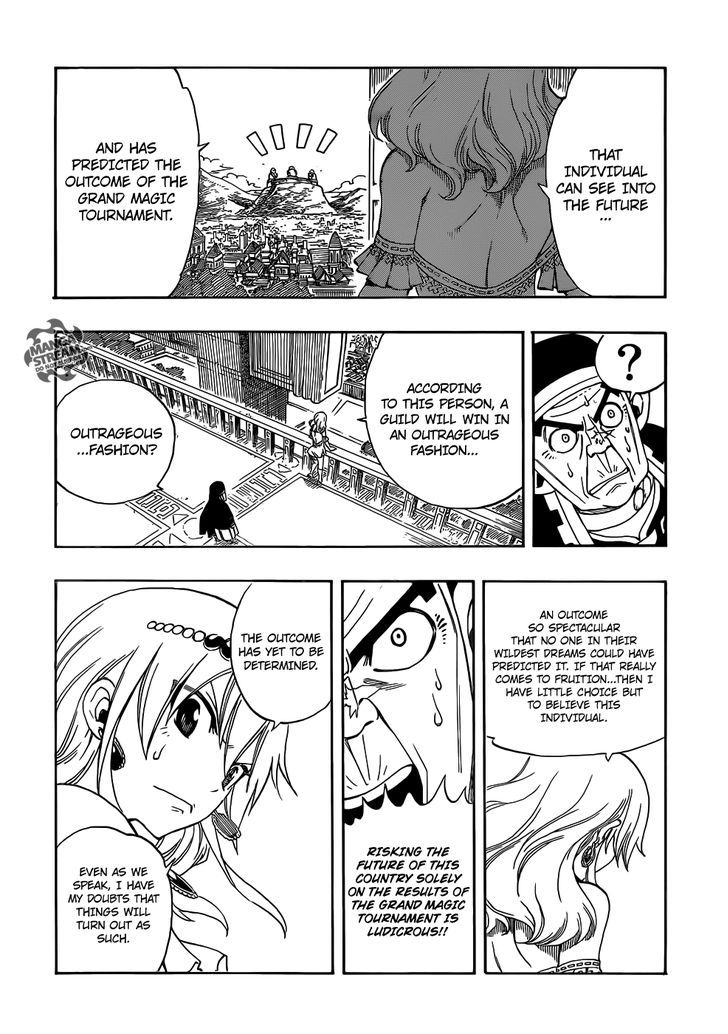 THAT
INDIVIDUAL
CAN SEE INTO
THE FUTURE
...
AND HAS
PREDICTED THE
OUTCOME OF THE
GRAND MAGIC
TOURNAMENT.
?
ACCORDING
TO THIS PERSON, A
GUILD WILL WIN IN
AN OUTRAGEOUS
FASHION...
OUTRAGEOUS
...FASHION?
MANGA
STREAM
AN OUTCOME
SO SPECTACULAR
THAT NO ONE IN THEIR
WILDEST DREAMS COULD HAVE
PREDICTED IT. IF THAT REALLY
COMES TO FRUITION...THEN I
HAVE LITTLE CHOICE BUT
TO BELIEVE THIS
INDIVIDUAL.
RISKING THE
FUTURE OF THIS
COUNTRY SOLELY
ON THE RESULTS OF
THE GRAND MAGIC
TOURNAMENT IS
LUDICROUS!!
THE OUTCOME
HAS YET TO BE
DETERMINED.
EVEN AS WE
SPEAK, I HAVE
MY DOUBTS THAT
THINGS WILL
TURN OUT AS
SUCH.